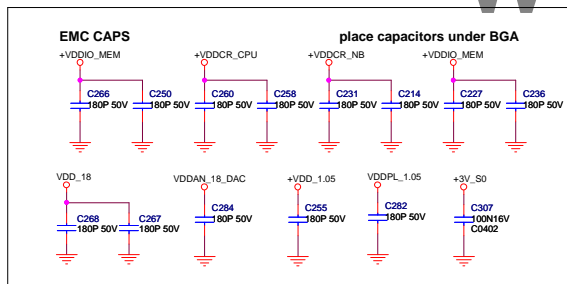 EMC CAPS
place capacitors under BGA
+VDDIO_MEM
+VDDCR_CPU
+VDDCR_NB
+VDDIO_MEM
C266
180P 50V
C250
180P 50V
C260
180P 50V
C258
180P 50V
C231
180P 50V
C214
180P 50V
C227
180P 50V
C236
180P 50V
VDD_18
VDDAN_18_DAC
+VDD_1.05
VDDPL_1.05
+3V_S0
C268
180P 50V
C267
180P 50V
C284
180P 50V
C255
180P 50V
C282
180P 50V
C307
100N16V
C0402